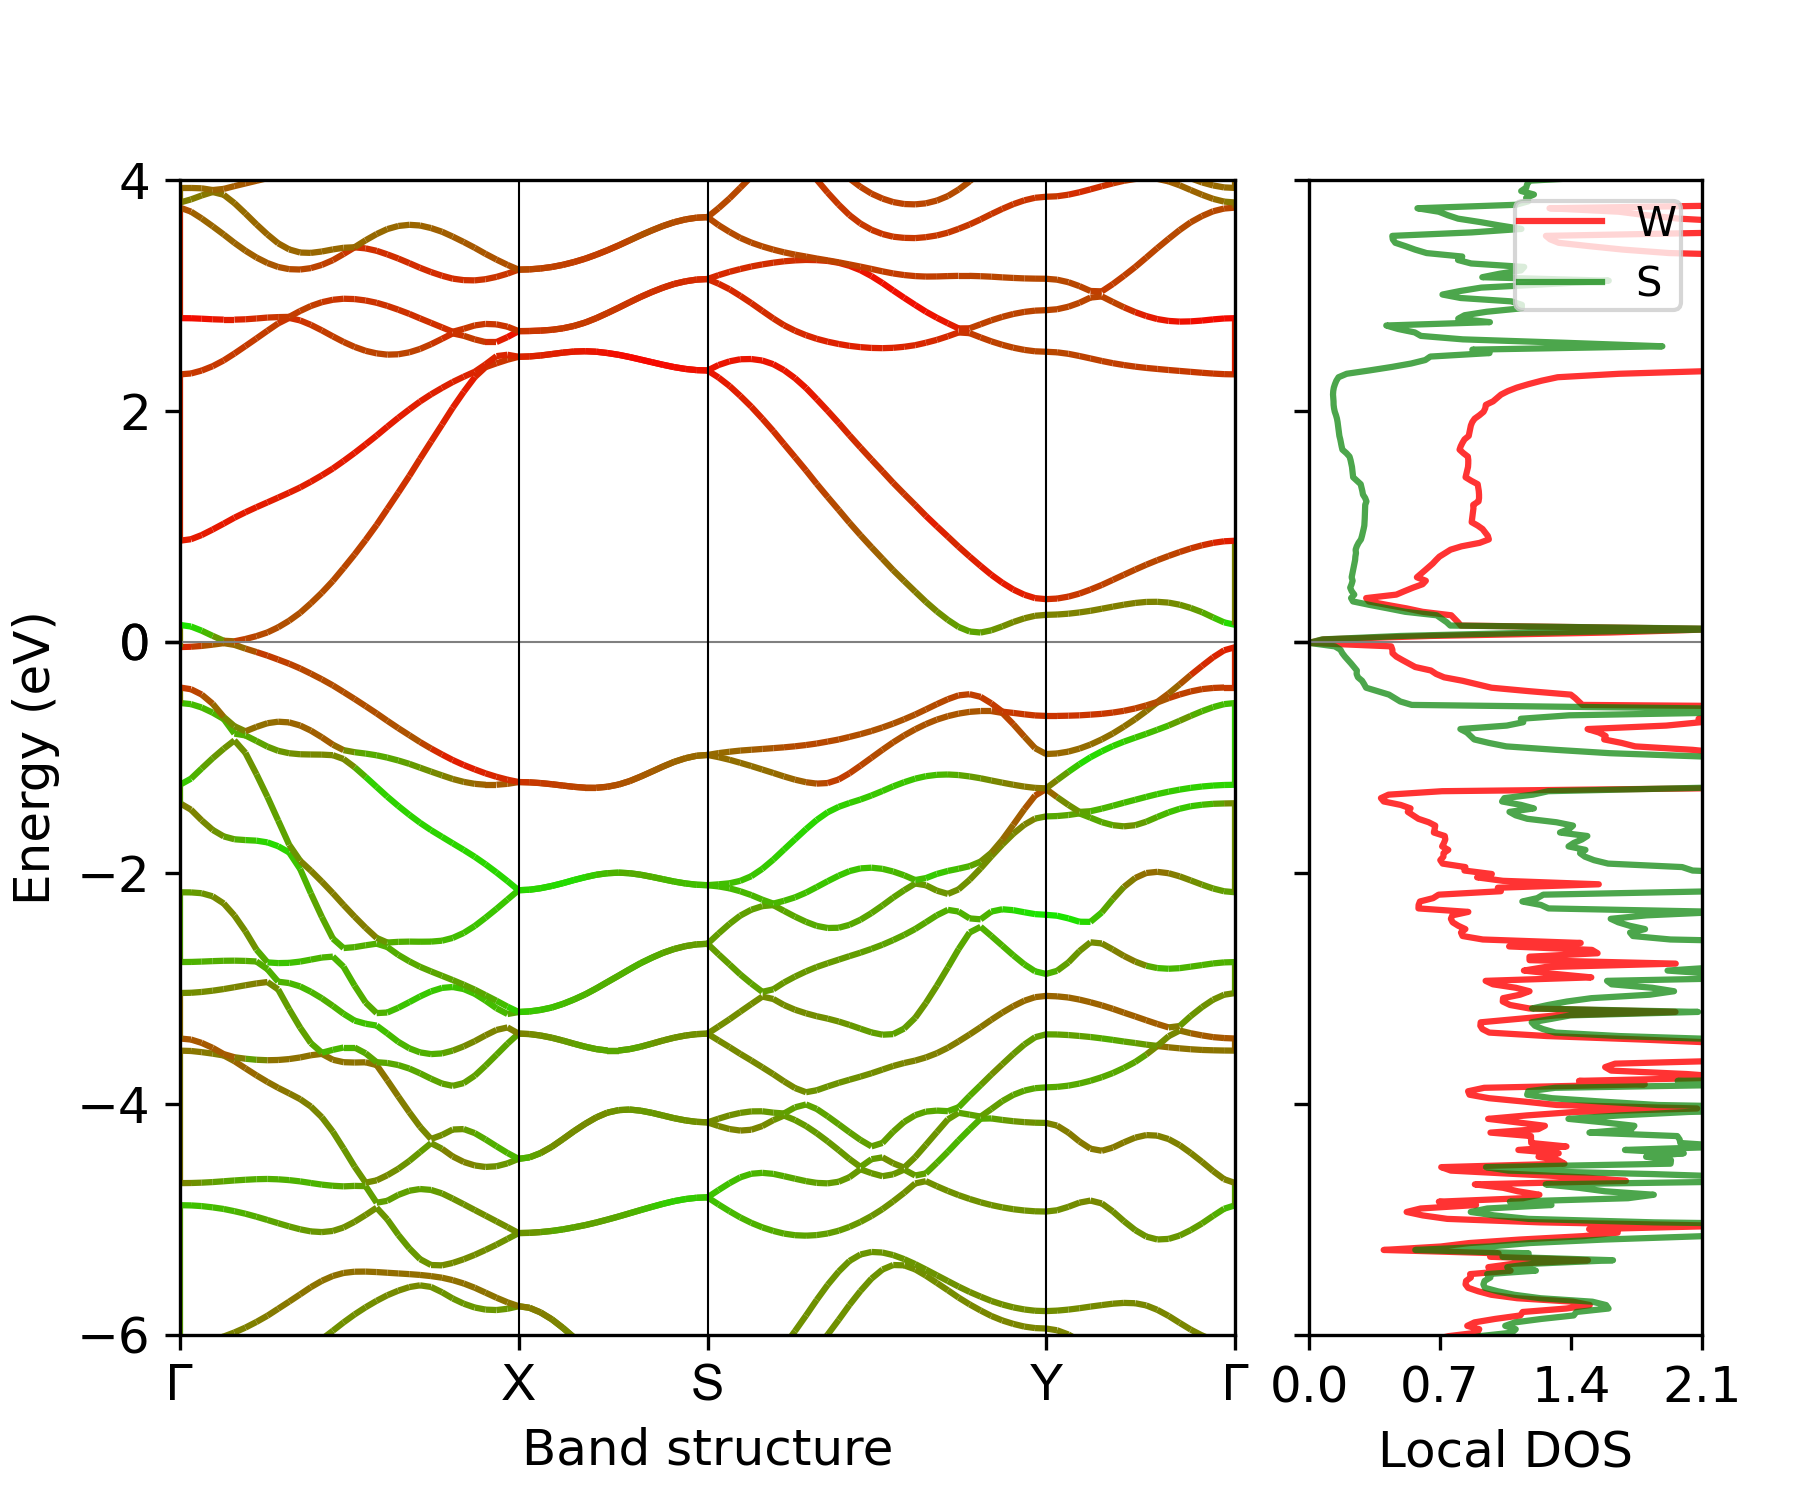 4
2
0
−2
−4
−6
Energy (eV)
Γ X S Y Γ
Band structure
W
S
0.0 0.7 1.4 2.1
Local DOS